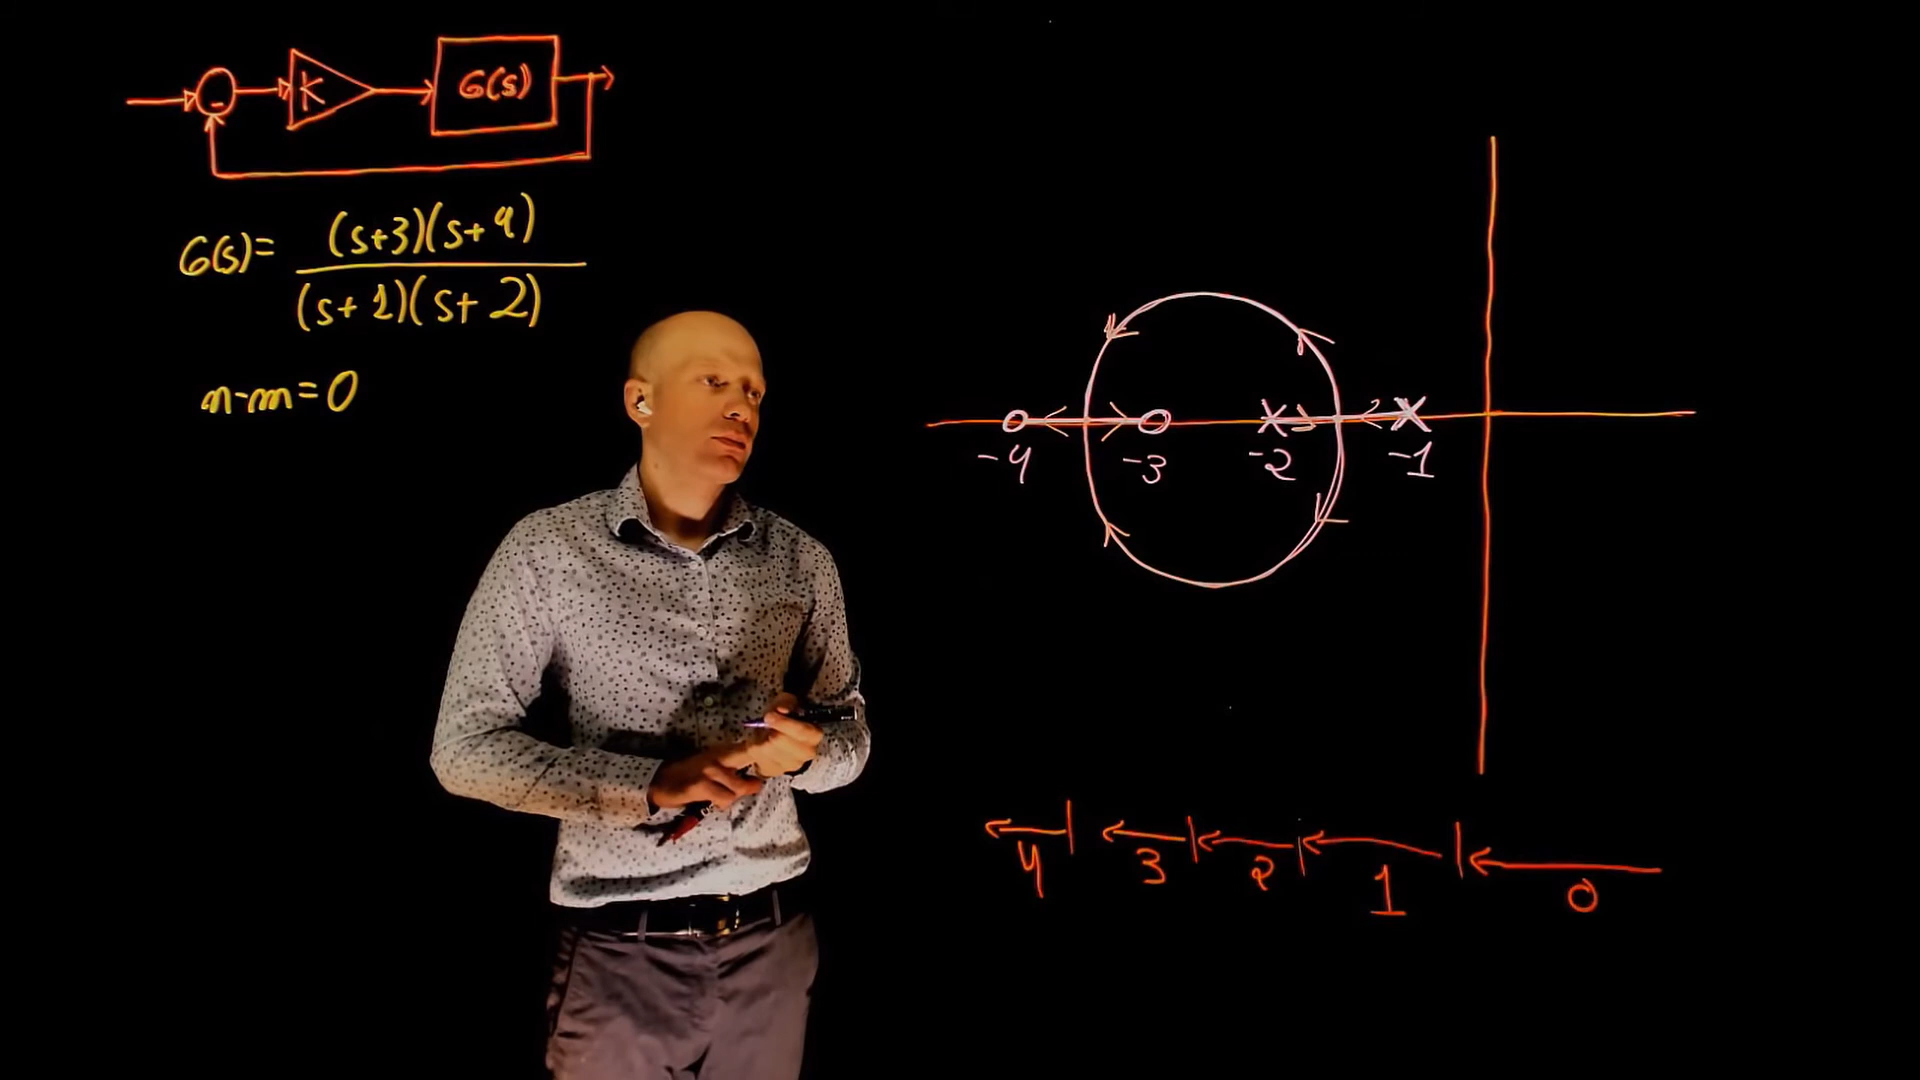 -
K
G(s)
G(s)= (s+3)(s+4)
(s+1)(s+2)
n-m=0
-4 -3 -2 -1
4 3 2 1 0